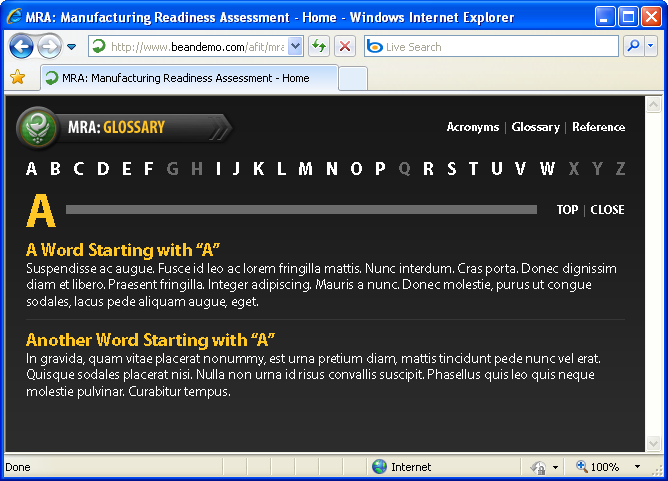 MRA: Manufacturing Readiness Assessment - Home - Windows Internet Explorer
http://www.beandemo.com/afit/mra
Live Search
MRA: Manufacturing Readiness Assessment - Home
MRA: GLOSSARY
Acronyms | Glossary | Reference
A B C D E F G H I J K L M N O P Q R S T U V W X Y Z
A
TOP | CLOSE
A Word Starting with “A”
Suspendisse ac augue. Fusce id leo ac lorem fringilla mattis. Nunc interdum. Cras porta. Donec dignissim
diam et libero. Praesent fringilla. Integer adipiscing. Mauris a nunc. Donec molestie, purus ut congue
sodales, lacus pede aliquam augue, eget.
Another Word Starting with “A”
In gravida, quam vitae placerat nonummy, est urna pretium diam, mattis tincidunt pede nunc vel erat.
Quisque sodales placerat nisi. Nulla non urna id risus convallis suscipit. Phasellus quis leo quis neque
molestie pulvinar. Curabitur tempus.
Done
Internet
100%